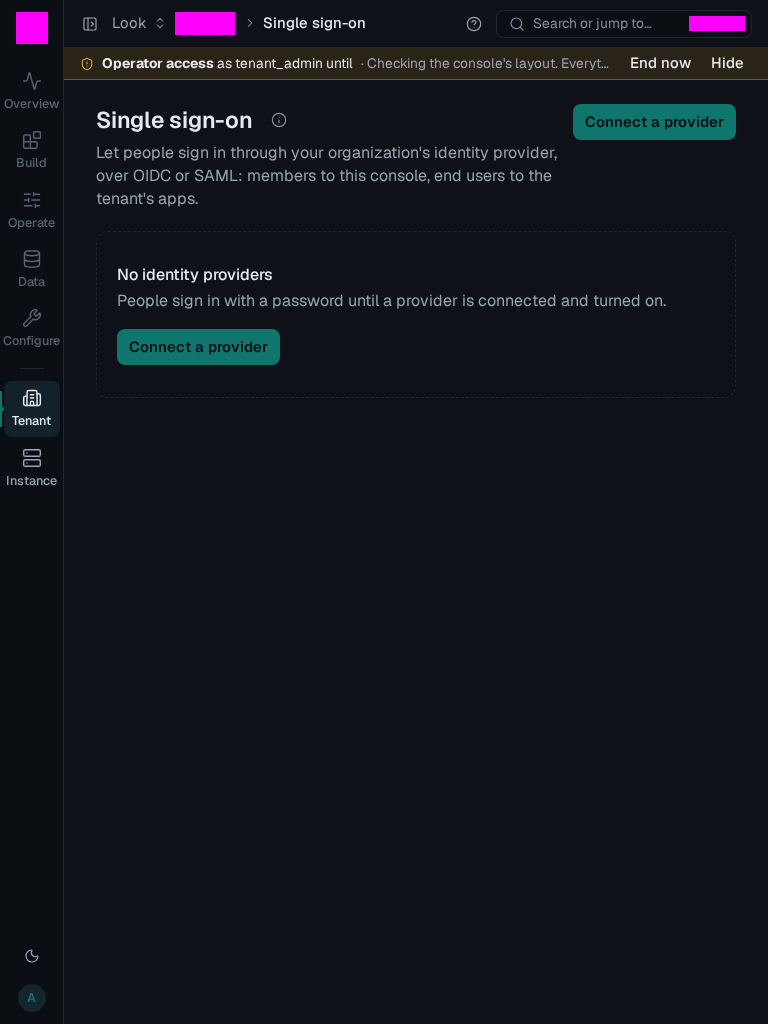 Look
Single sign-on
Search or jump to...
Operator access as tenant_admin until · Checking the console's layout. Everyt...
End now
Hide
Overview
Build
Operate
Data
Configure
Tenant
Instance
A
Single sign-on
Connect a provider
Let people sign in through your organization's identity provider,
over OIDC or SAML: members to this console, end users to the
tenant's apps.
No identity providers
People sign in with a password until a provider is connected and turned on.
Connect a provider